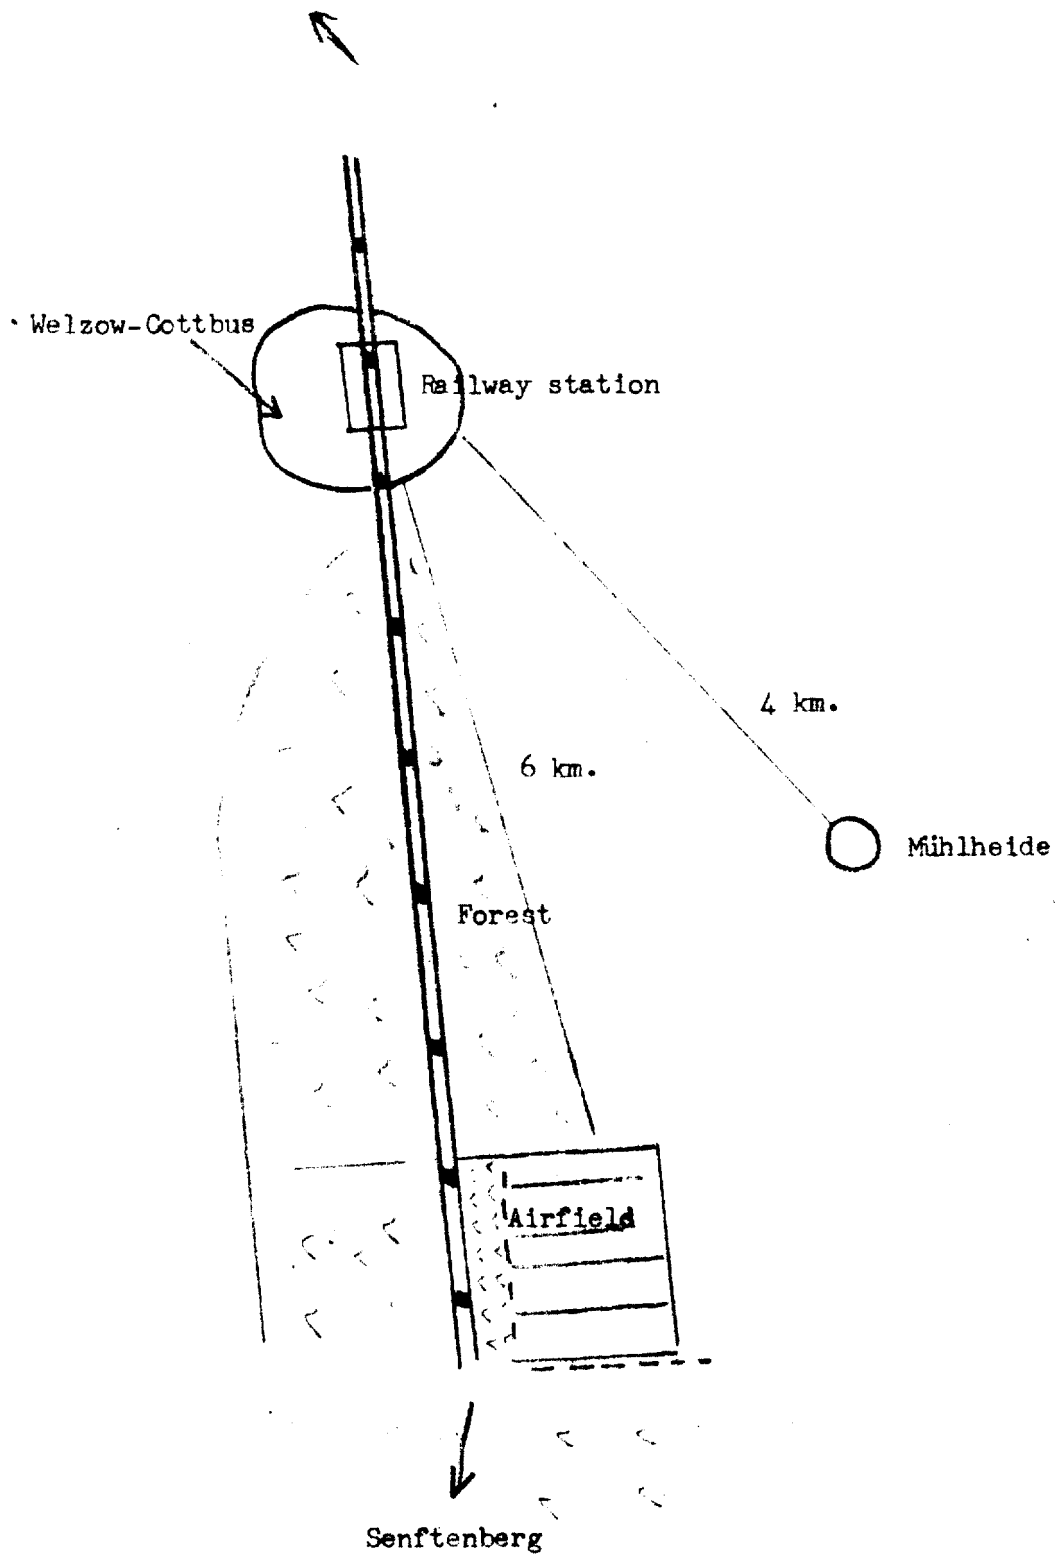 Welzow-Cottbus
Railway station
4 km.
6 km.
Mühlheide
Forest
Airfield
Senftenberg